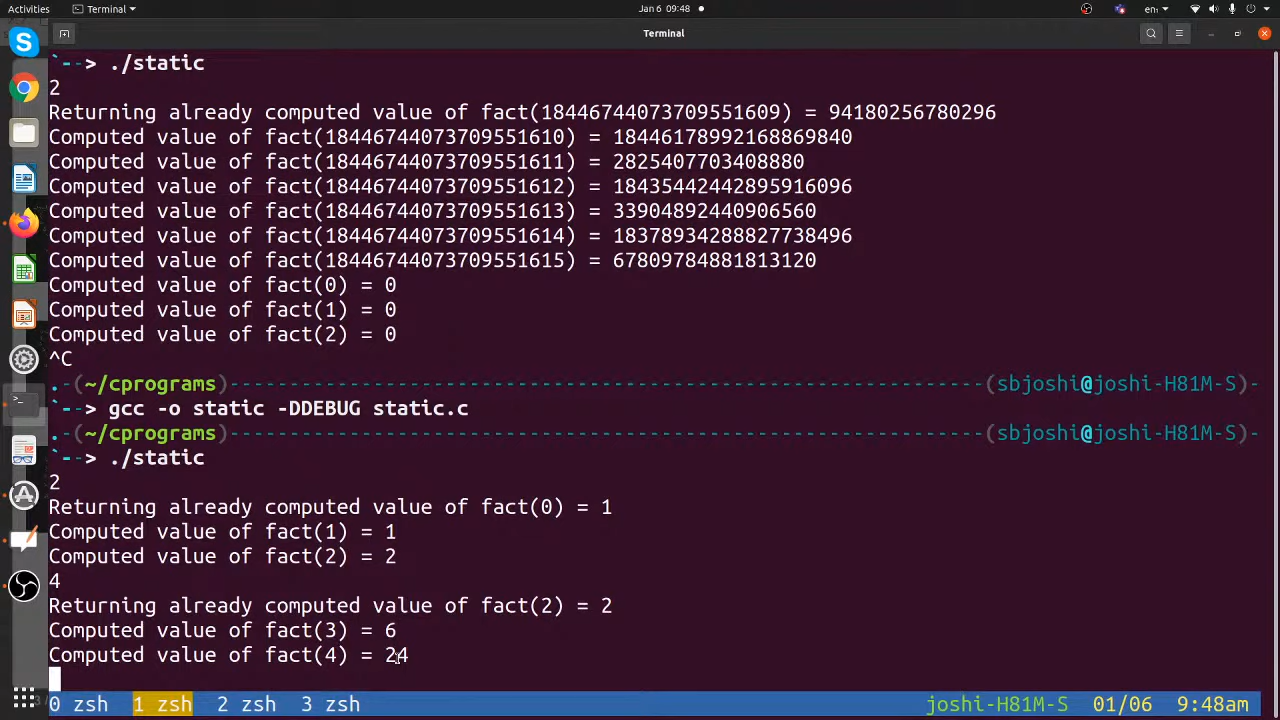 Activities
Terminal
Jan 6 09:48
en
Terminal
`--> ./static
2
Returning already computed value of fact(18446744073709551609) = 94180256780296
Computed value of fact(18446744073709551610) = 18446178992168869840
Computed value of fact(18446744073709551611) = 2825407703408880
Computed value of fact(18446744073709551612) = 18435442442895916096
Computed value of fact(18446744073709551613) = 339048924409​06560
Computed value of fact(18446744073709551614) = 18378934288827738496
Computed value of fact(18446744073709551615) = 678097848818​13120
Computed value of fact(0) = 0
Computed value of fact(1) = 0
Computed value of fact(2) = 0
^C
.-(~/cprograms)------------------------------------------------------(sbjoshi@joshi-H81M-S)-
`--> gcc -o static -DDEBUG static.c
.-(~/cprograms)------------------------------------------------------(sbjoshi@joshi-H81M-S)-
`--> ./static
2
Returning already computed value of fact(0) = 1
Computed value of fact(1) = 1
Computed value of fact(2) = 2
4
Returning already computed value of fact(2) = 2
Computed value of fact(3) = 6
Computed value of fact(4) = 24
0 zsh 1 zsh 2 zsh 3 zsh joshi-H81M-S 01/06 9:48am